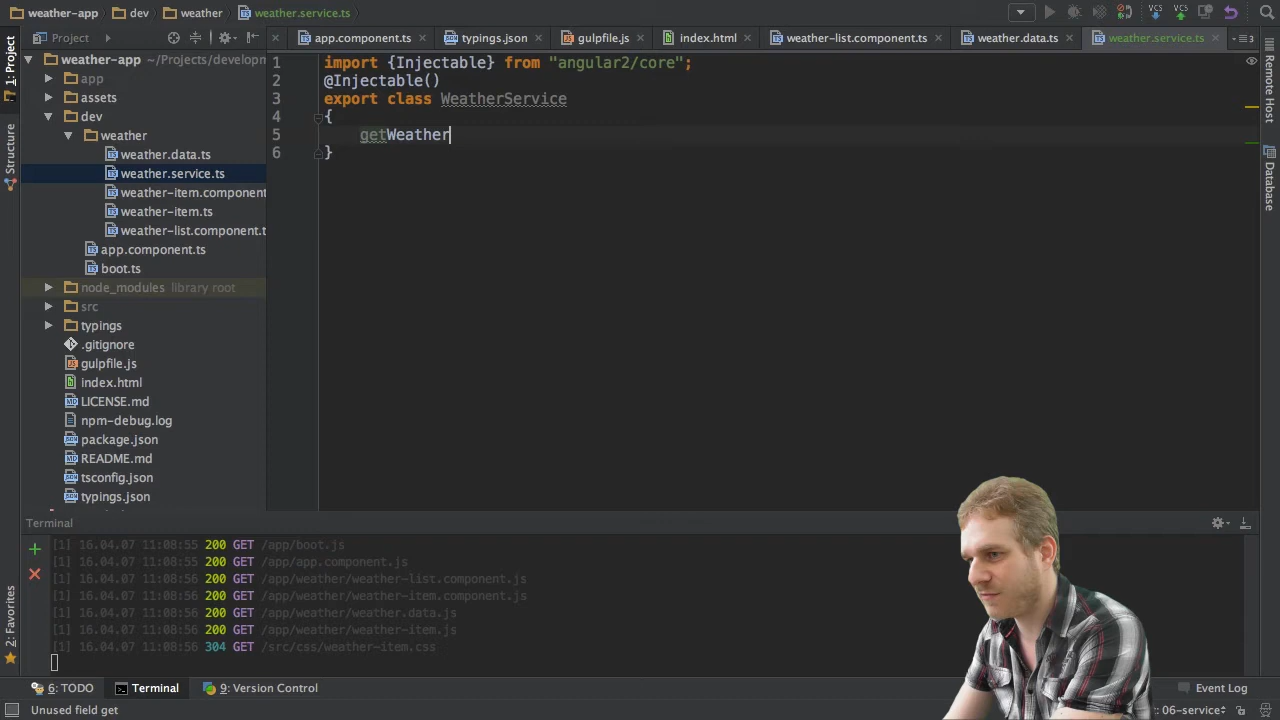 weather-app dev weather weather.service.ts
Project app.component.ts typings.json gulpfile.js index.html weather-list.component.ts weather.data.ts weather.service.ts
1: Project
Structure
2: Favorites
Remote Host
Database
weather-app ~/Projects/developm
app
assets
dev
weather
weather.data.ts
weather.service.ts
weather-item.component
weather-item.ts
weather-list.component.t
app.component.ts
boot.ts
node_modules library root
src
typings
.gitignore
gulpfile.js
index.html
LICENSE.md
npm-debug.log
package.json
README.md
tsconfig.json
typings.json
1 import {Injectable} from "angular2/core";
2 @Injectable()
3 export class WeatherService
4 {
5 getWeather
6 }
Terminal
[1] 16.04.07 11:08:55 200 GET /app/boot.js
[1] 16.04.07 11:08:55 200 GET /app/app.component.js
[1] 16.04.07 11:08:56 200 GET /app/weather/weather-list.component.js
[1] 16.04.07 11:08:56 200 GET /app/weather/weather-item.component.js
[1] 16.04.07 11:08:56 200 GET /app/weather/weather.data.js
[1] 16.04.07 11:08:56 200 GET /app/weather/weather-item.js
[1] 16.04.07 11:08:56 304 GET /src/css/weather-item.css
6: TODO Terminal 9: Version Control Event Log
Unused field get : 06-service